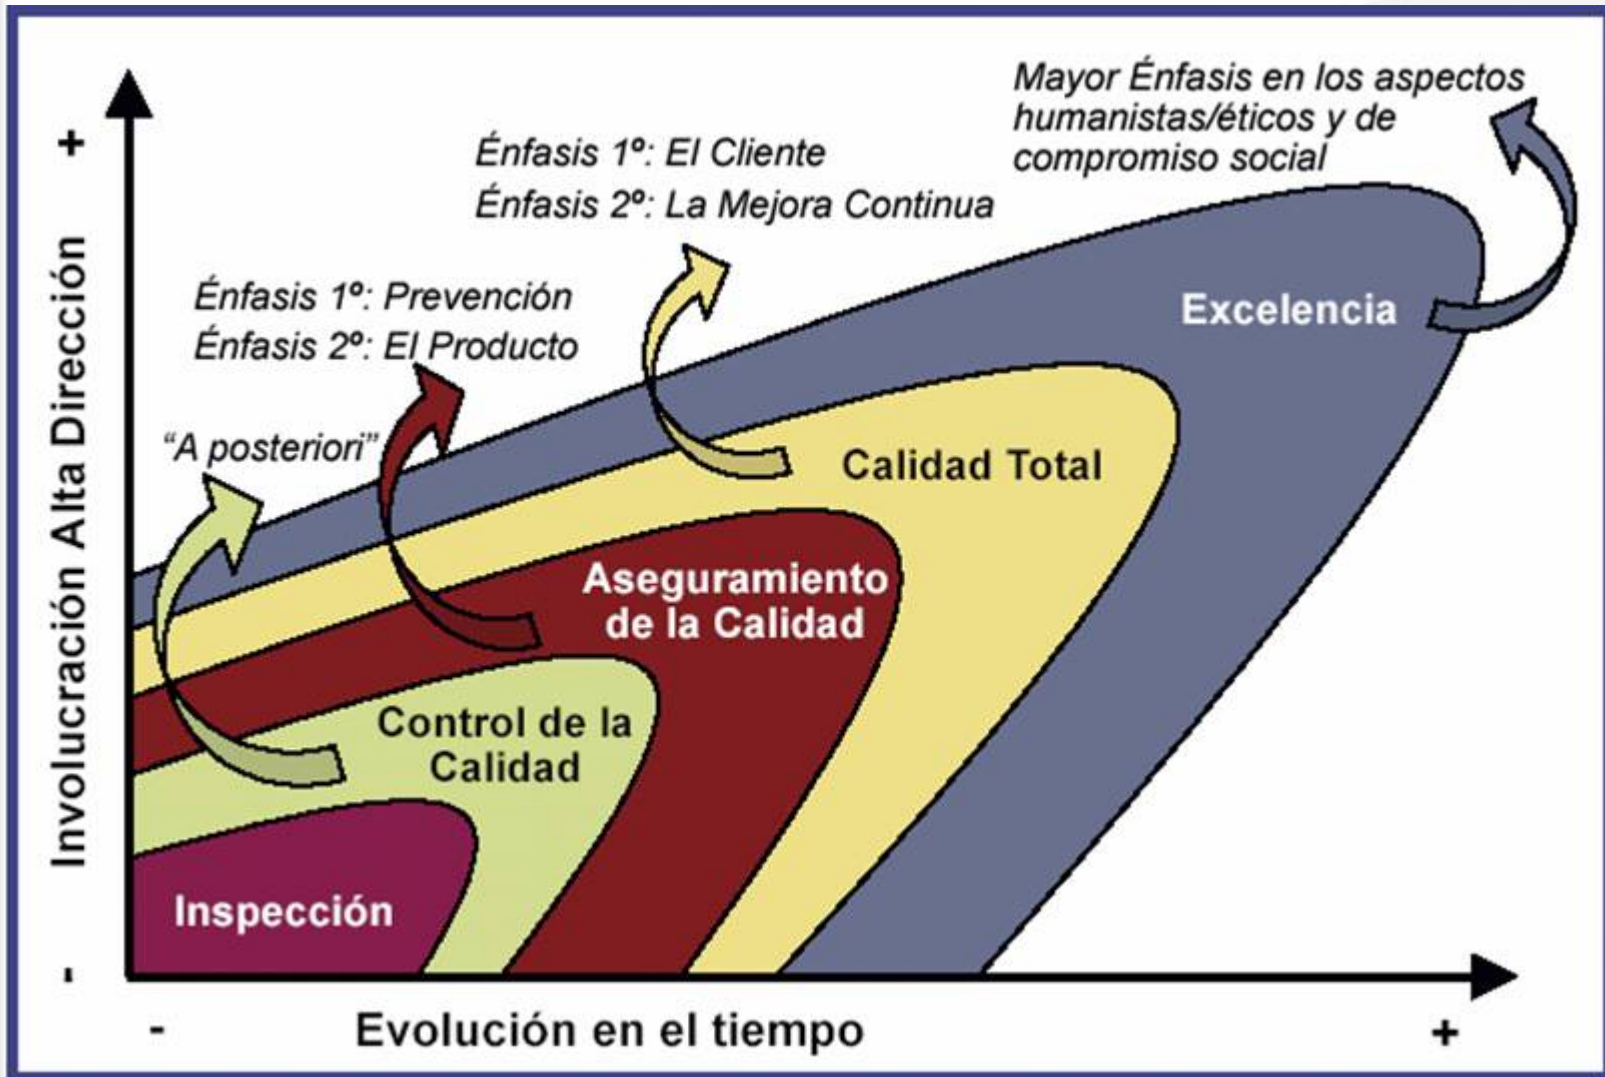 Mayor Énfasis en los aspectos
humanistas/éticos y de
compromiso social
Énfasis 1º: El Cliente
Énfasis 2º: La Mejora Continua
Énfasis 1º: Prevención
Énfasis 2º: El Producto
“A posteriori”
Excelencia
Calidad Total
Aseguramiento
de la Calidad
Control de la
Calidad
Inspección
+
Involucración Alta Dirección
-
-
Evolución en el tiempo
+